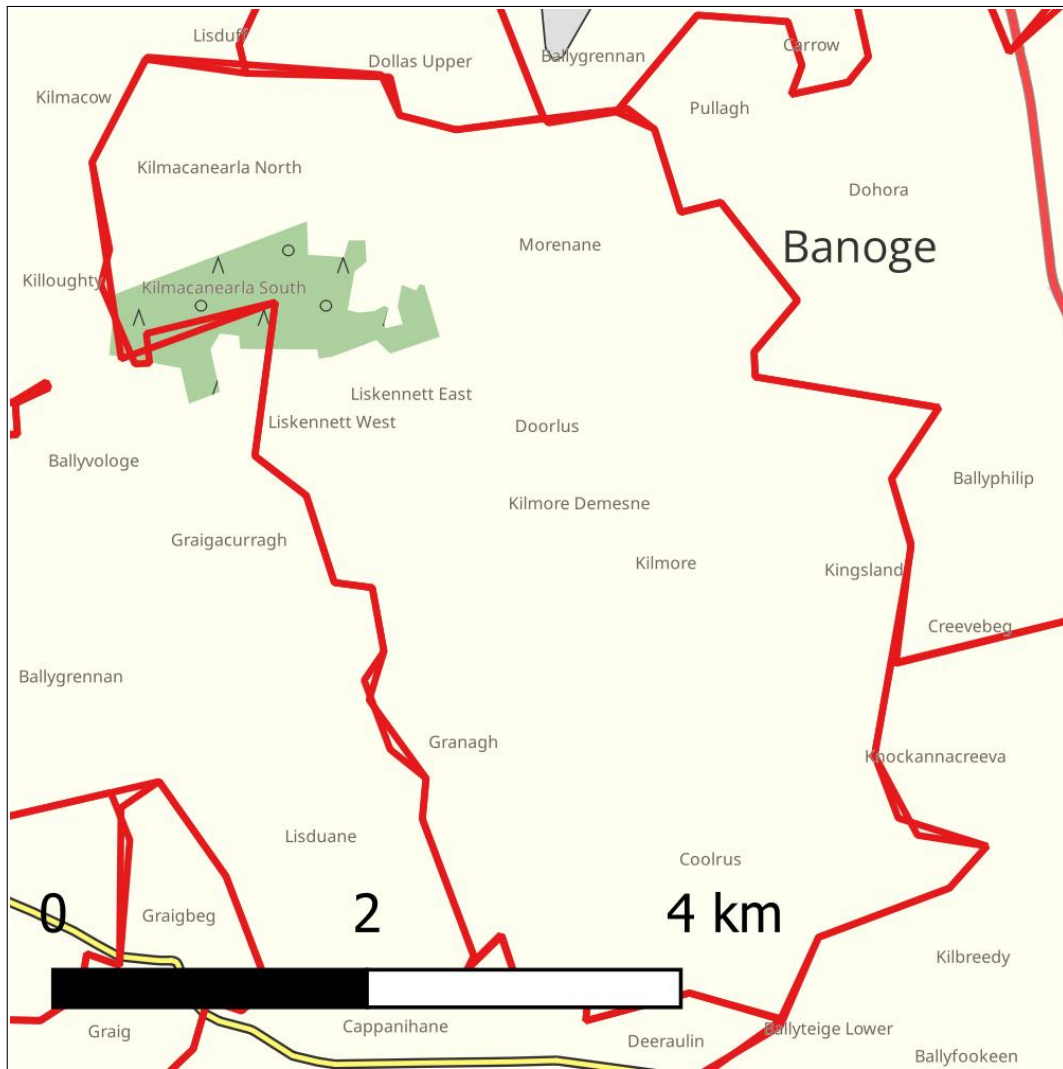 Lisduff
Dollas Upper
Ballygrennan
Carrow
Kilmacow
Pullagh
Kilmacanearla North
Dohora
Morenane
Banoge
Killoughty
Kilmacanearla South
Liskennett East
Liskennett West
Doorlus
Ballyvologe
Ballyphilip
Kilmore Demesne
Graigacurragh
Kilmore
Kingsland
Creevebeg
Ballygrennan
Granagh
Knockannacreeva
Lisduane
Coolrus
0 2 4 km
Graigbeg
Kilbreedy
Graig
Cappanihane
Deeraulin
Ballyteige Lower
Ballyfookeen